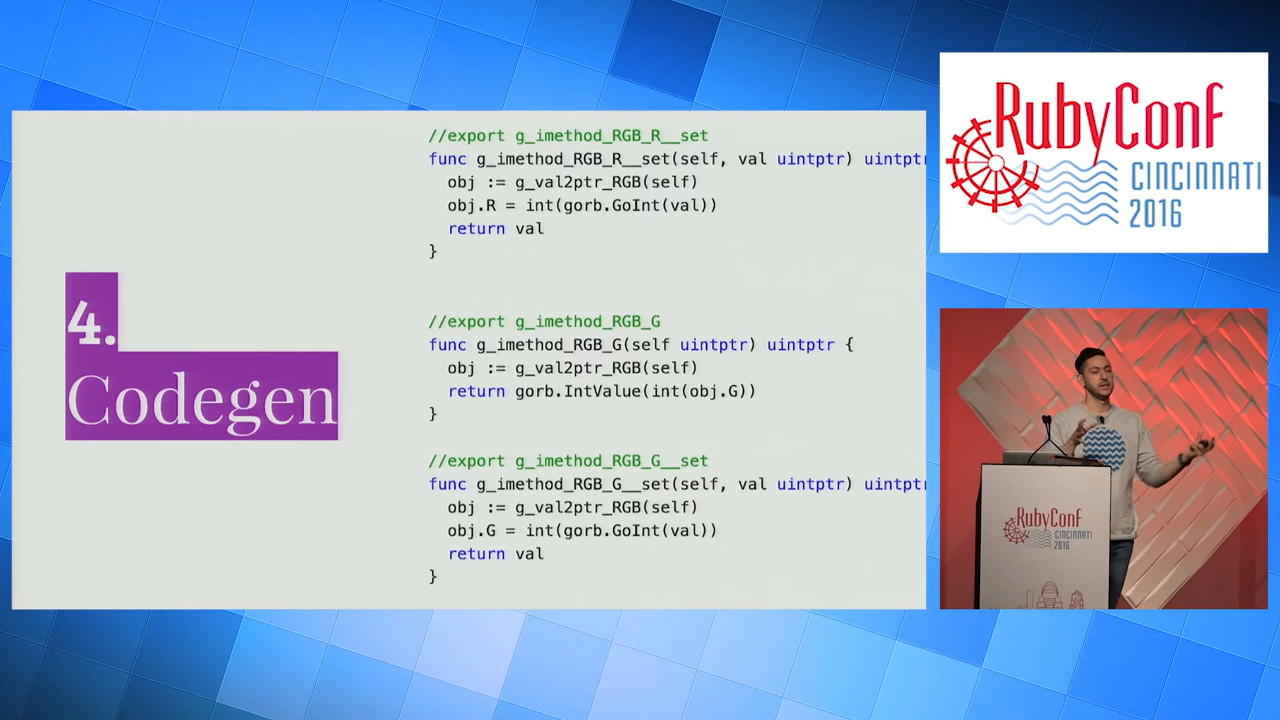 4.
Codegen
//export g_imethod_RGB_R__set
func g_imethod_RGB_R__set(self, val uintptr) uintptr
obj := g_val2ptr_RGB(self)
obj.R = int(gorb.GoInt(val))
return val
}
//export g_imethod_RGB_G
func g_imethod_RGB_G(self uintptr) uintptr {
obj := g_val2ptr_RGB(self)
return gorb.IntValue(int(obj.G))
}
//export g_imethod_RGB_G__set
func g_imethod_RGB_G__set(self, val uintptr) uintptr
obj := g_val2ptr_RGB(self)
obj.G = int(gorb.GoInt(val))
return val
}
RubyConf
CINCINNATI
2016
RubyConf
CINCINNATI
2016